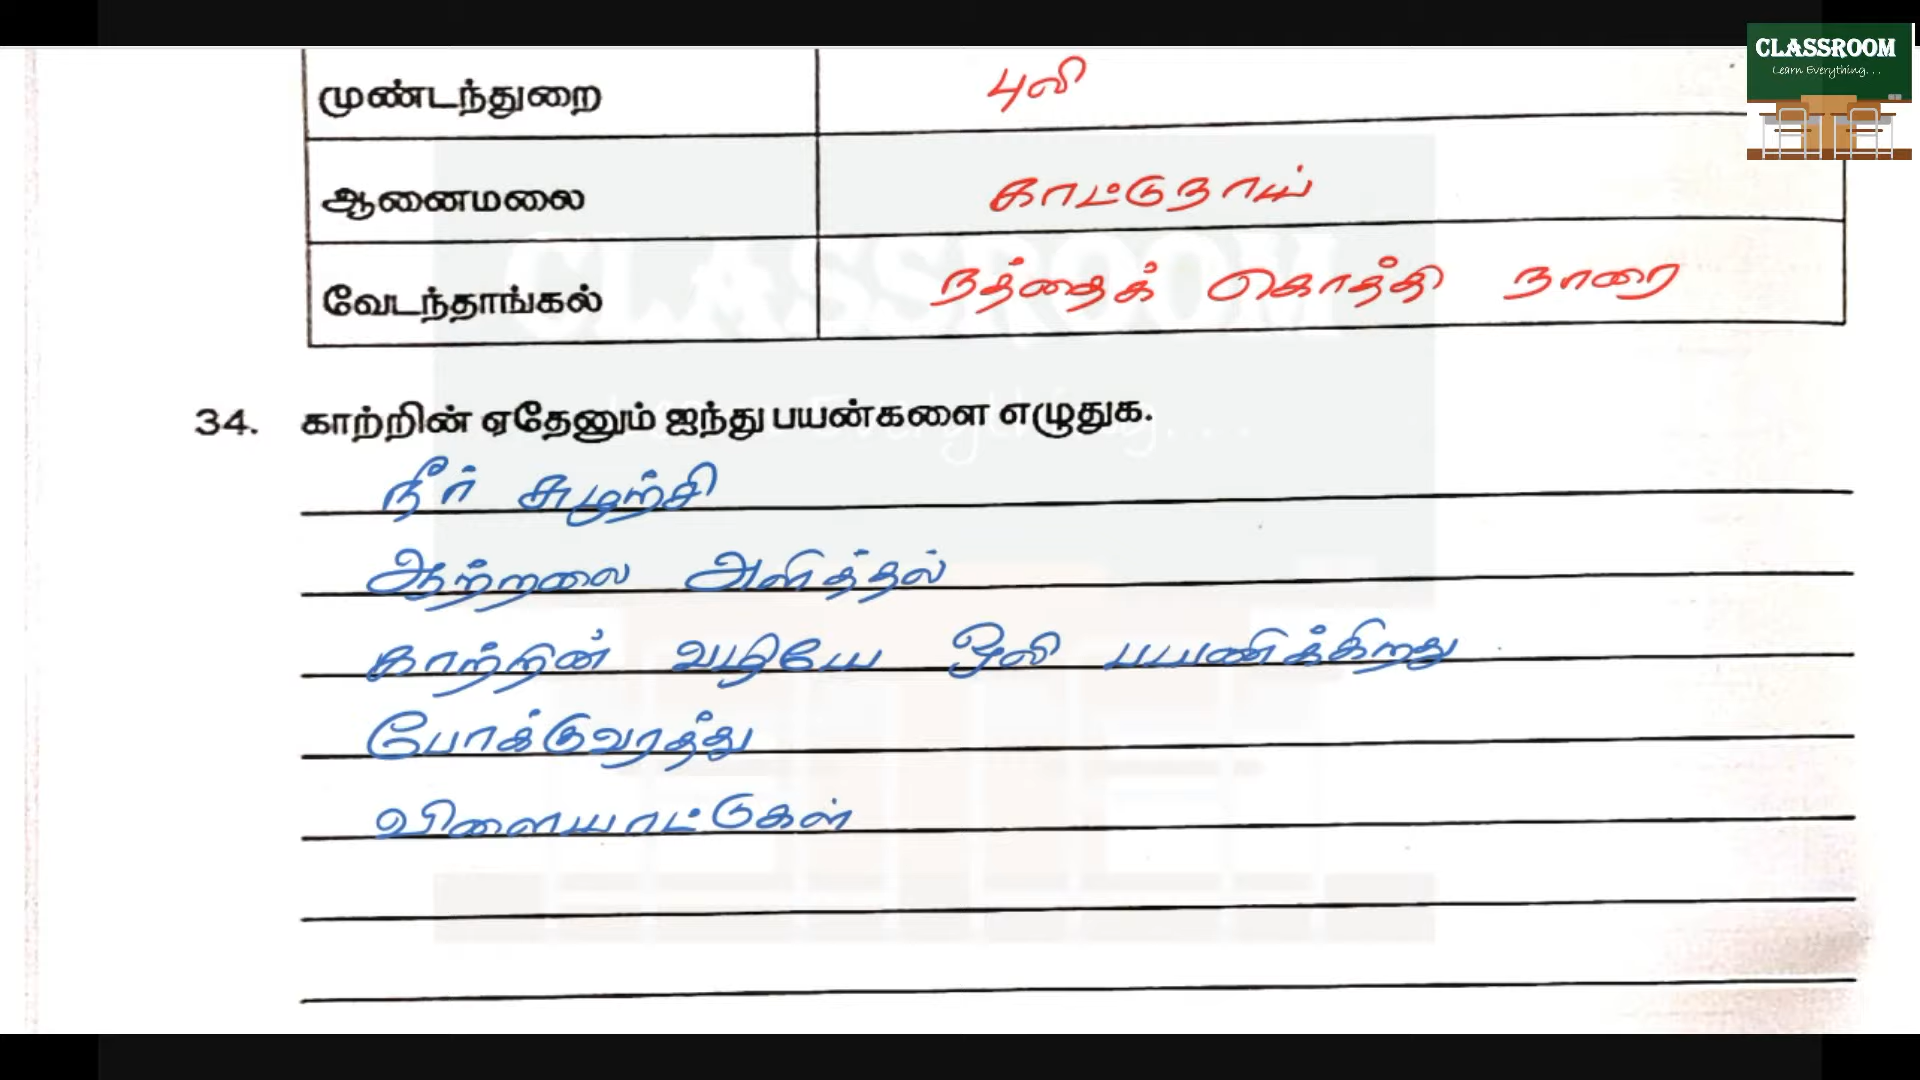 CLASSROOM
Learn Everything...
முண்டந்துறை புலி
ஆனைமலை காட்டுநாய்
வேடந்தாங்கல் நத்தைக் கொத்தி நாரை
34. காற்றின் ஏதேனும் ஐந்து பயன்களை எழுதுக.
நீர் சுழற்சி
ஆற்றலை அளித்தல்
காற்றின் வழியே ஒலி பயணிக்கிறது
போக்குவரத்து
விளையாட்டுகள்